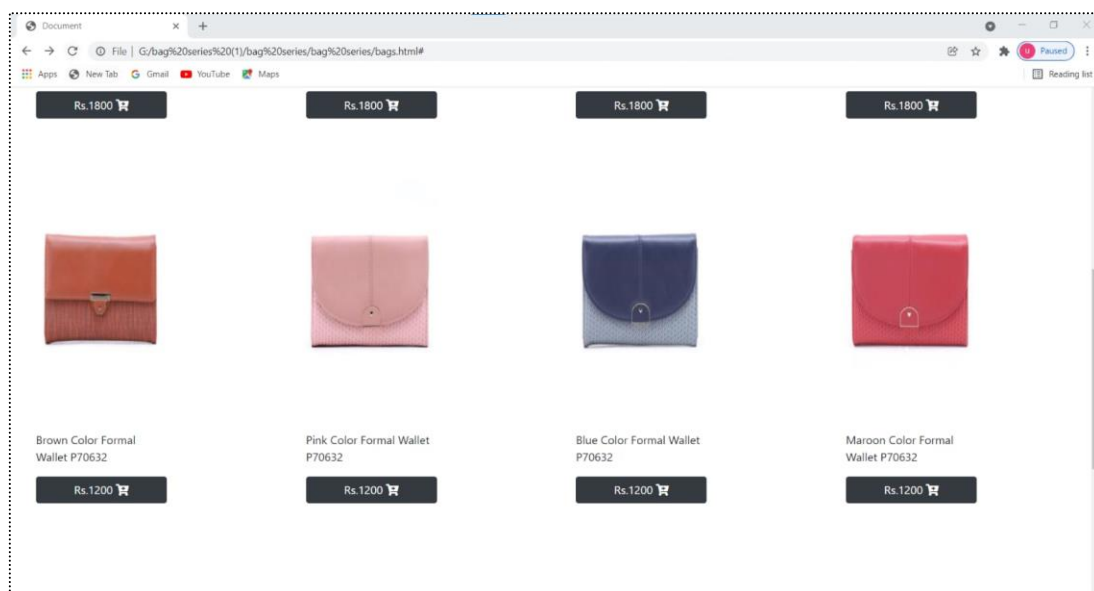 Document
File | G:/bag%20series%20(1)/bag%20series/bag%20series/bags.html#
Paused
Apps New Tab Gmail YouTube Maps
Reading list
Rs.1800 Rs.1800 Rs.1800 Rs.1800
Brown Color Formal
Wallet P70632
Pink Color Formal Wallet
P70632
Blue Color Formal Wallet
P70632
Maroon Color Formal
Wallet P70632
Rs.1200 Rs.1200 Rs.1200 Rs.1200